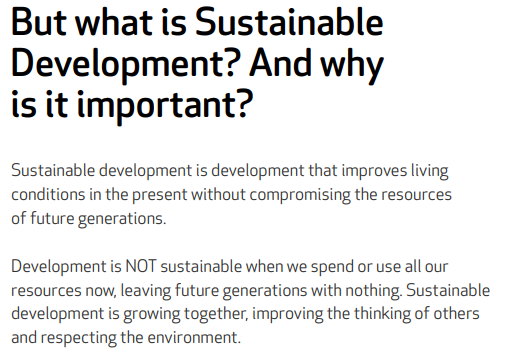 But what is Sustainable
Development? And why
is it important?
Sustainable development is development that improves living
conditions in the present without compromising the resources
of future generations.
Development is NOT sustainable when we spend or use all our
resources now, leaving future generations with nothing. Sustainable
development is growing together, improving the thinking of others
and respecting the environment.